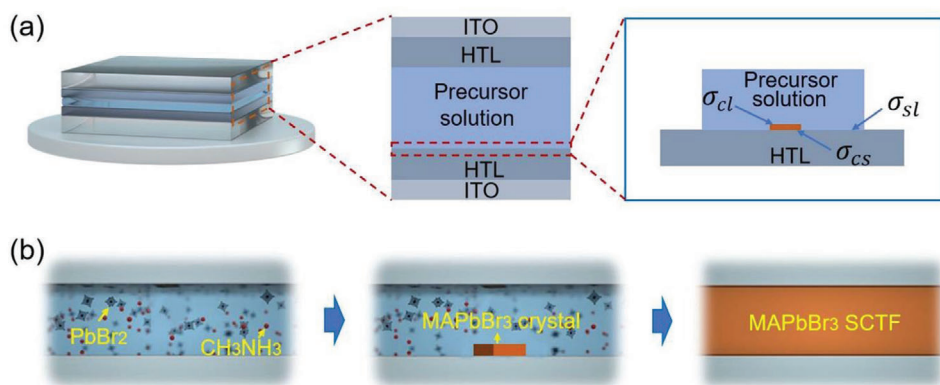 (a)
ITO
HTL
Precursor
solution
HTL
ITO
Precursor
solution
σcl
σsl
σcs
HTL
(b)
PbBr2
CH3NH3
MAPbBr3 crystal
MAPbBr3 SCTF